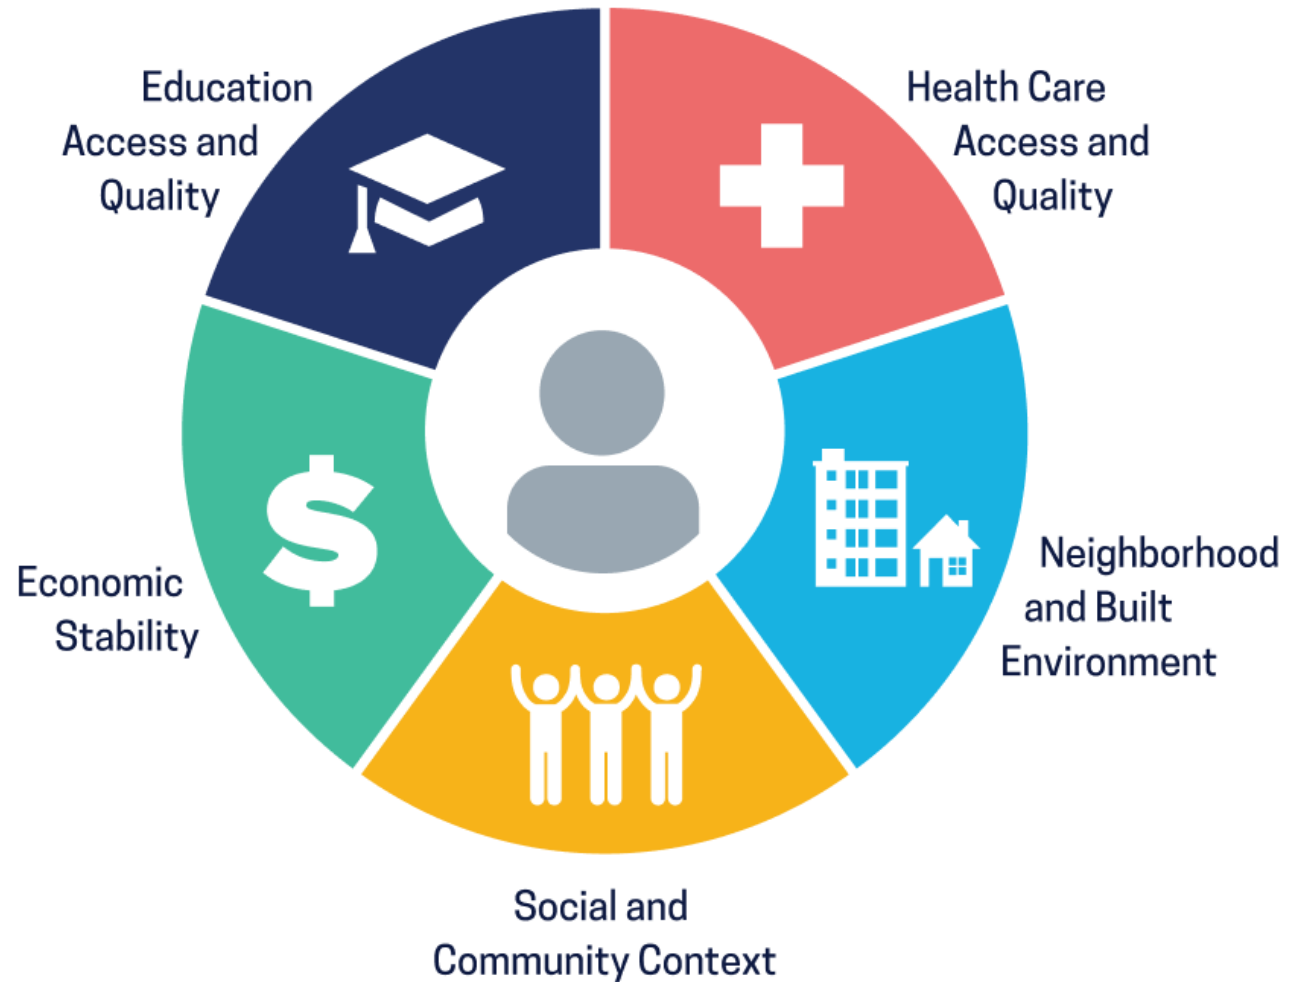 Education
Access and
Quality
Health Care
Access and
Quality
Economic
Stability
Neighborhood
and Built
Environment
Social and
Community Context